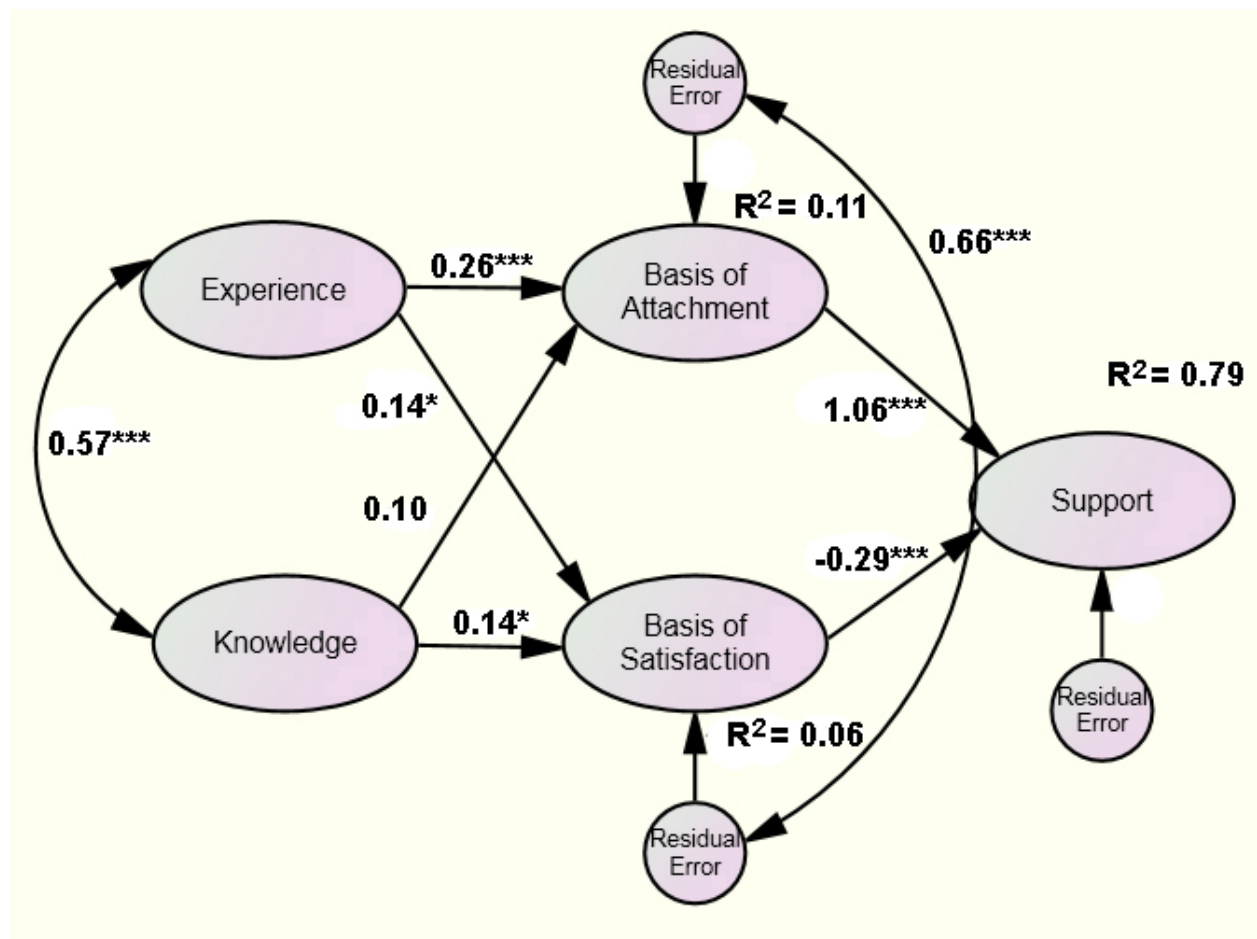 Residual
Error
R²= 0.11
0.66***
Experience
0.26***
Basis of
Attachment
R²= 0.79
0.14*
1.06***
0.57***
0.10
Support
-0.29***
Knowledge
0.14*
Basis of
Satisfaction
R²= 0.06
Residual
Error
Residual
Error